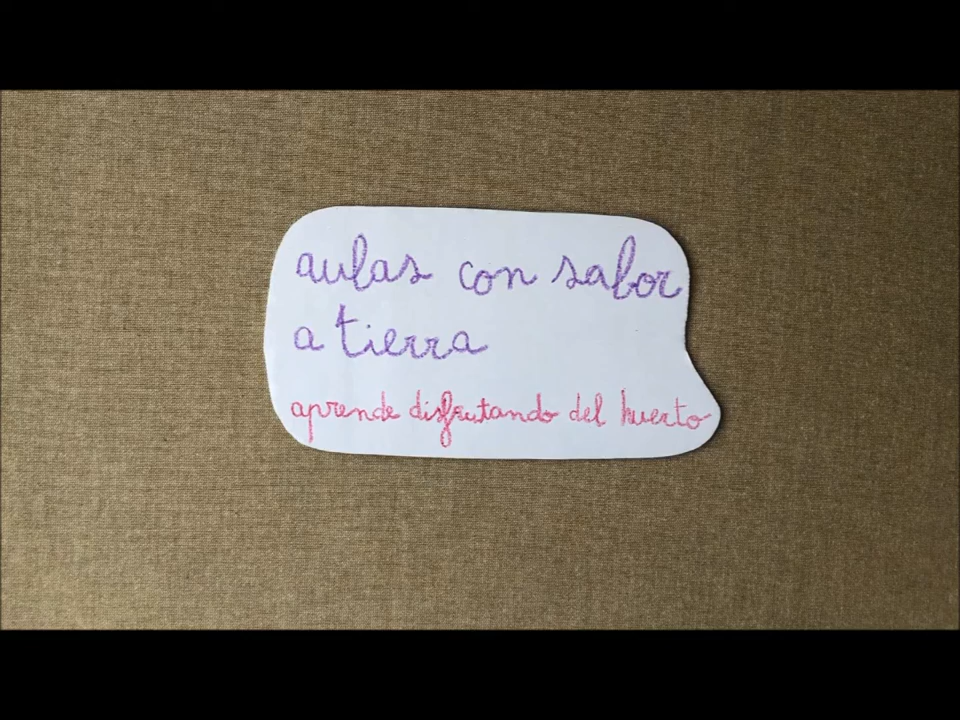 aulas con sabor
a tierra
aprende disfrutando del huerto